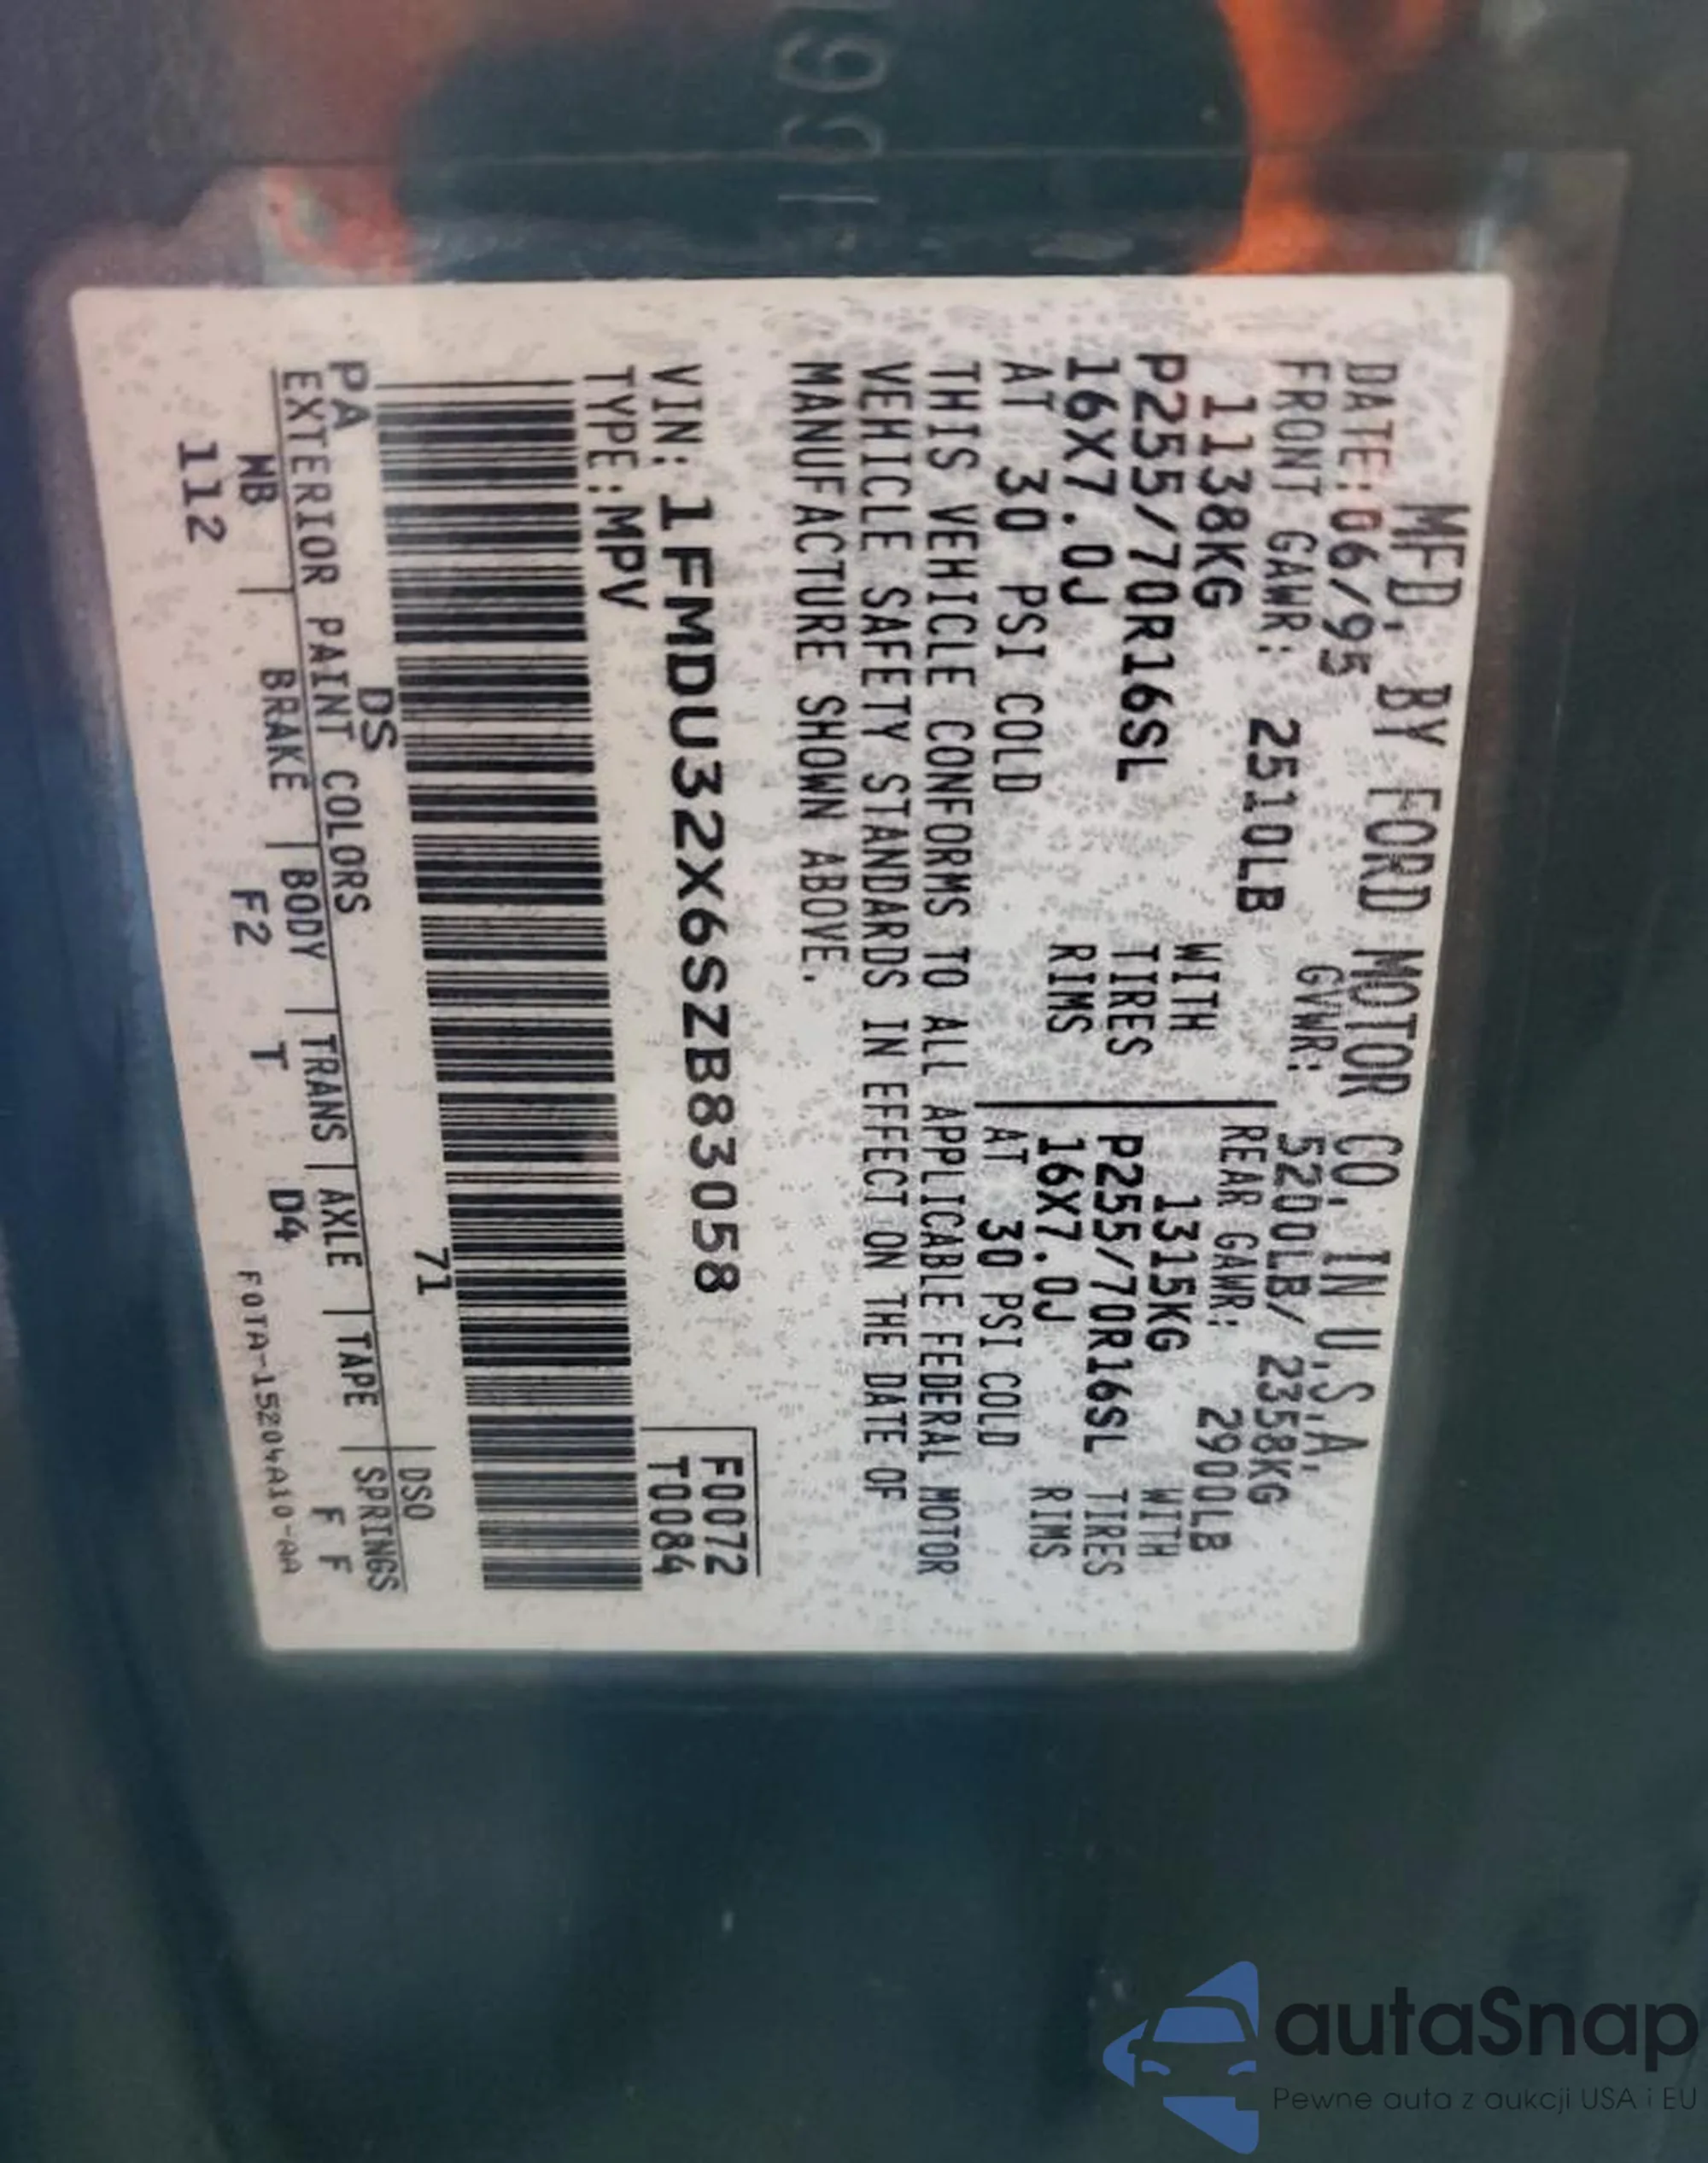 MFD. BY FORD MOTOR CO. IN U.S.A.
DATE: 06/95 GVWR: 5200LB/ 2358KG
FRONT GAWR: 2510LB REAR GAWR: 2900LB
1138KG WITH 1315KG WITH
P255/70R16SL TIRES P255/70R16SL TIRES
16X7.0J RIMS 16X7.0J RIMS
AT 30 PSI COLD AT 30 PSI COLD
THIS VEHICLE CONFORMS TO ALL APPLICABLE FEDERAL MOTOR
VEHICLE SAFETY STANDARDS IN EFFECT ON THE DATE OF
MANUFACTURE SHOWN ABOVE.
VIN: 1FMDU32X6SZB83058 F0072
TYPE: MPV T0084
PA DS 71 DSO
EXTERIOR PAINT COLORS
WB | BRAKE | BODY | TRANS | AXLE | TAPE | SPRINGS
112 F2 T D4 F F
F0TA-15204A10-AA
autaSnap
Pewne auta z aukcji USA i EU